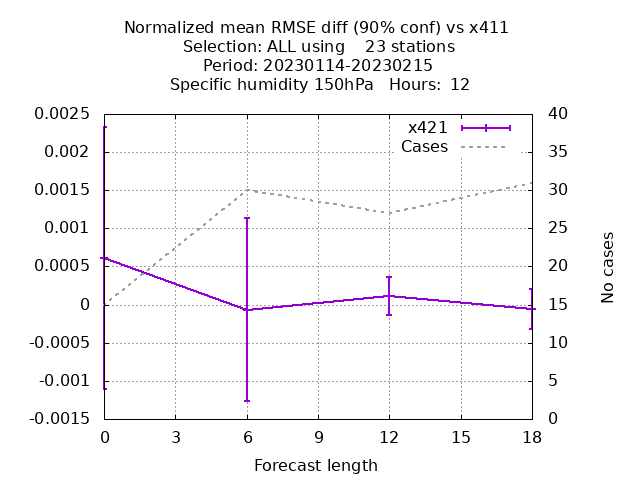 Normalized mean RMSE diff (90% conf) vs x411
Selection: ALL using    23 stations
Period: 20230114-20230215
Specific humidity 150hPa   Hours:  12
0.0025
0.002
0.0015
0.001
0.0005
0
-0.0005
-0.001
-0.0015
x421
Cases
40
35
30
25
20
15
10
5
0
No cases
0 3 6 9 12 15 18
Forecast length